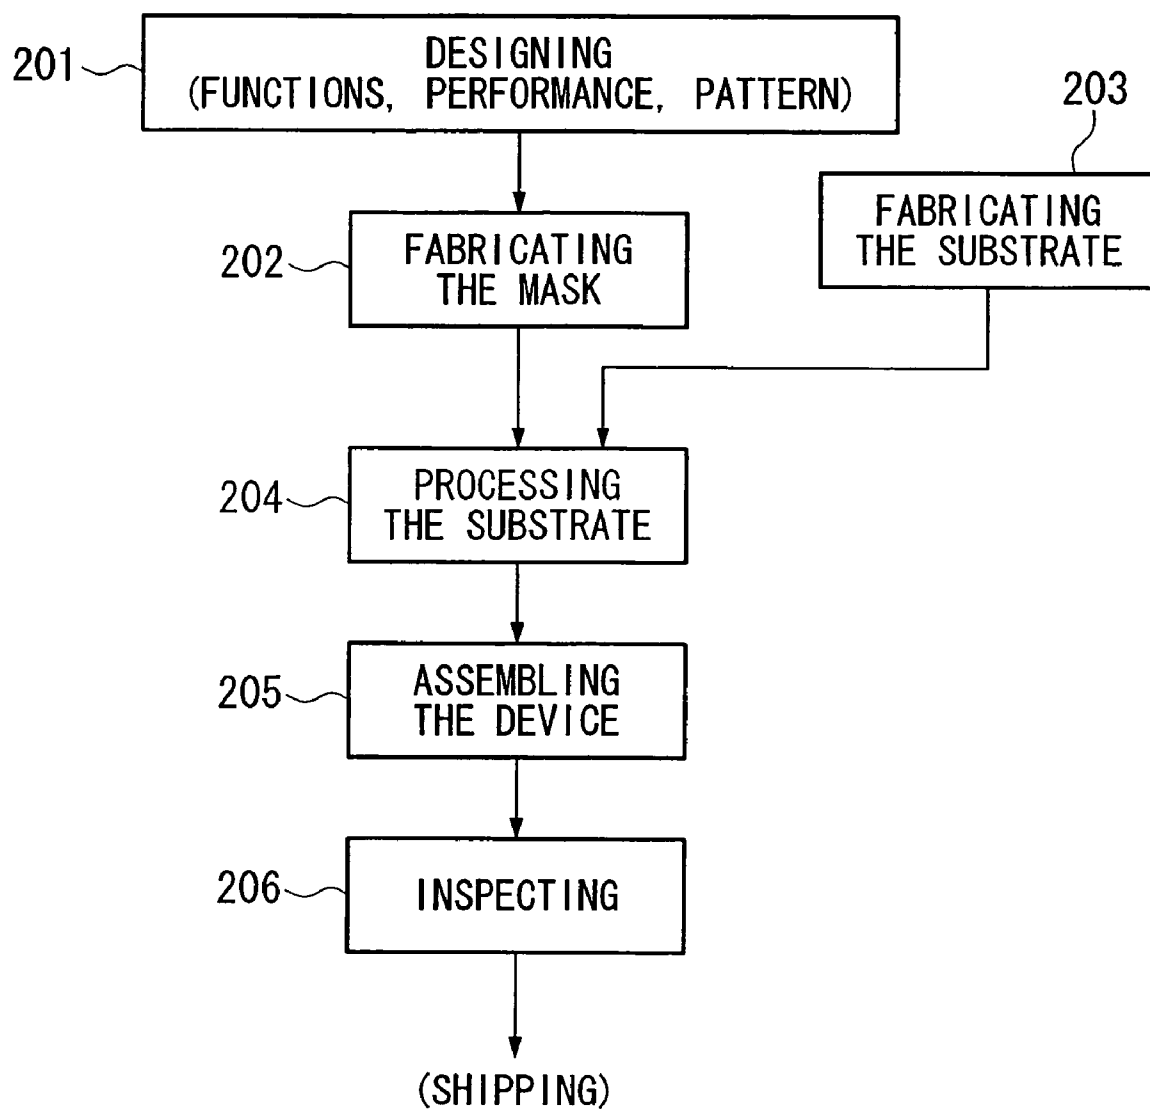 201
DESIGNING
(FUNCTIONS, PERFORMANCE, PATTERN)
203
FABRICATING
THE SUBSTRATE
202
FABRICATING
THE MASK
204
PROCESSING
THE SUBSTRATE
205
ASSEMBLING
THE DEVICE
206
INSPECTING
(SHIPPING)